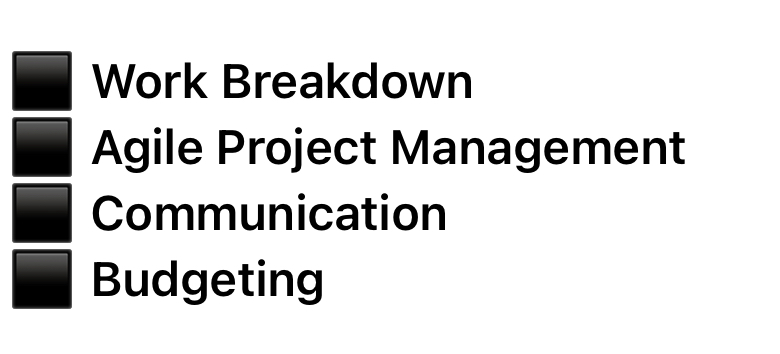 ⬛ Work Breakdown
⬛ Agile Project Management
⬛ Communication
⬛ Budgeting